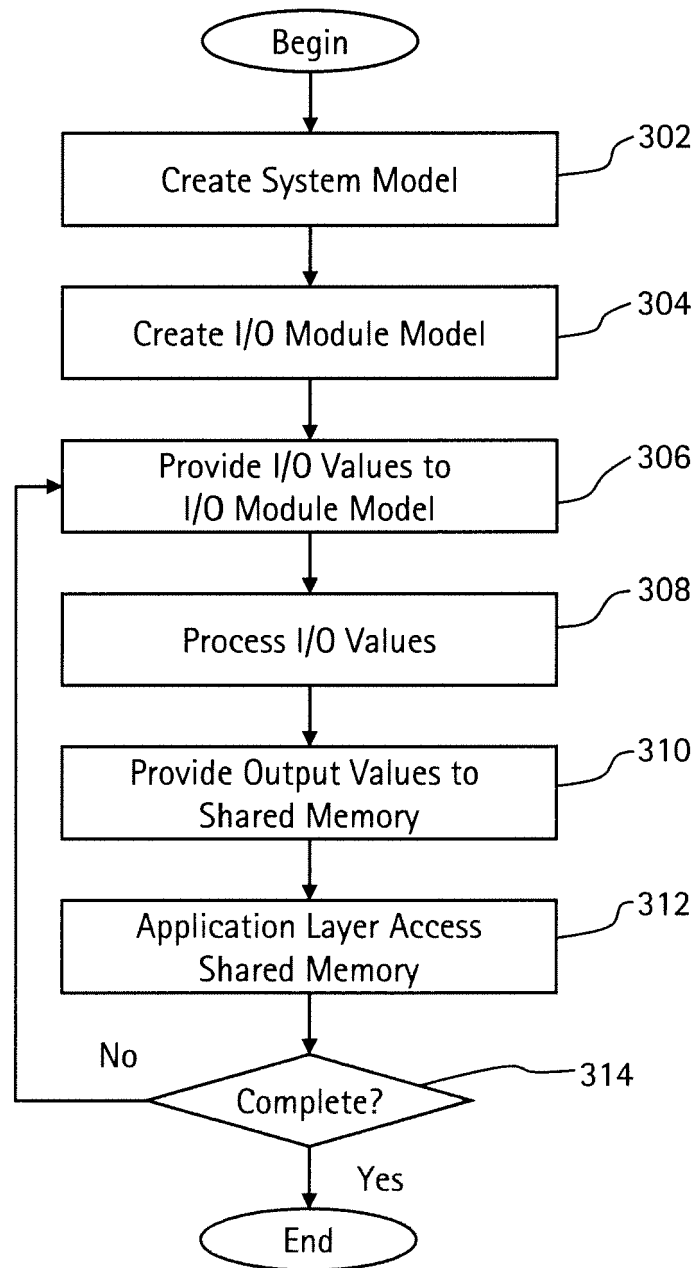 Begin
302
Create System Model
304
Create I/O Module Model
306
Provide I/O Values to
I/O Module Model
308
Process I/O Values
310
Provide Output Values to
Shared Memory
312
Application Layer Access
Shared Memory
No
314
Complete?
Yes
End